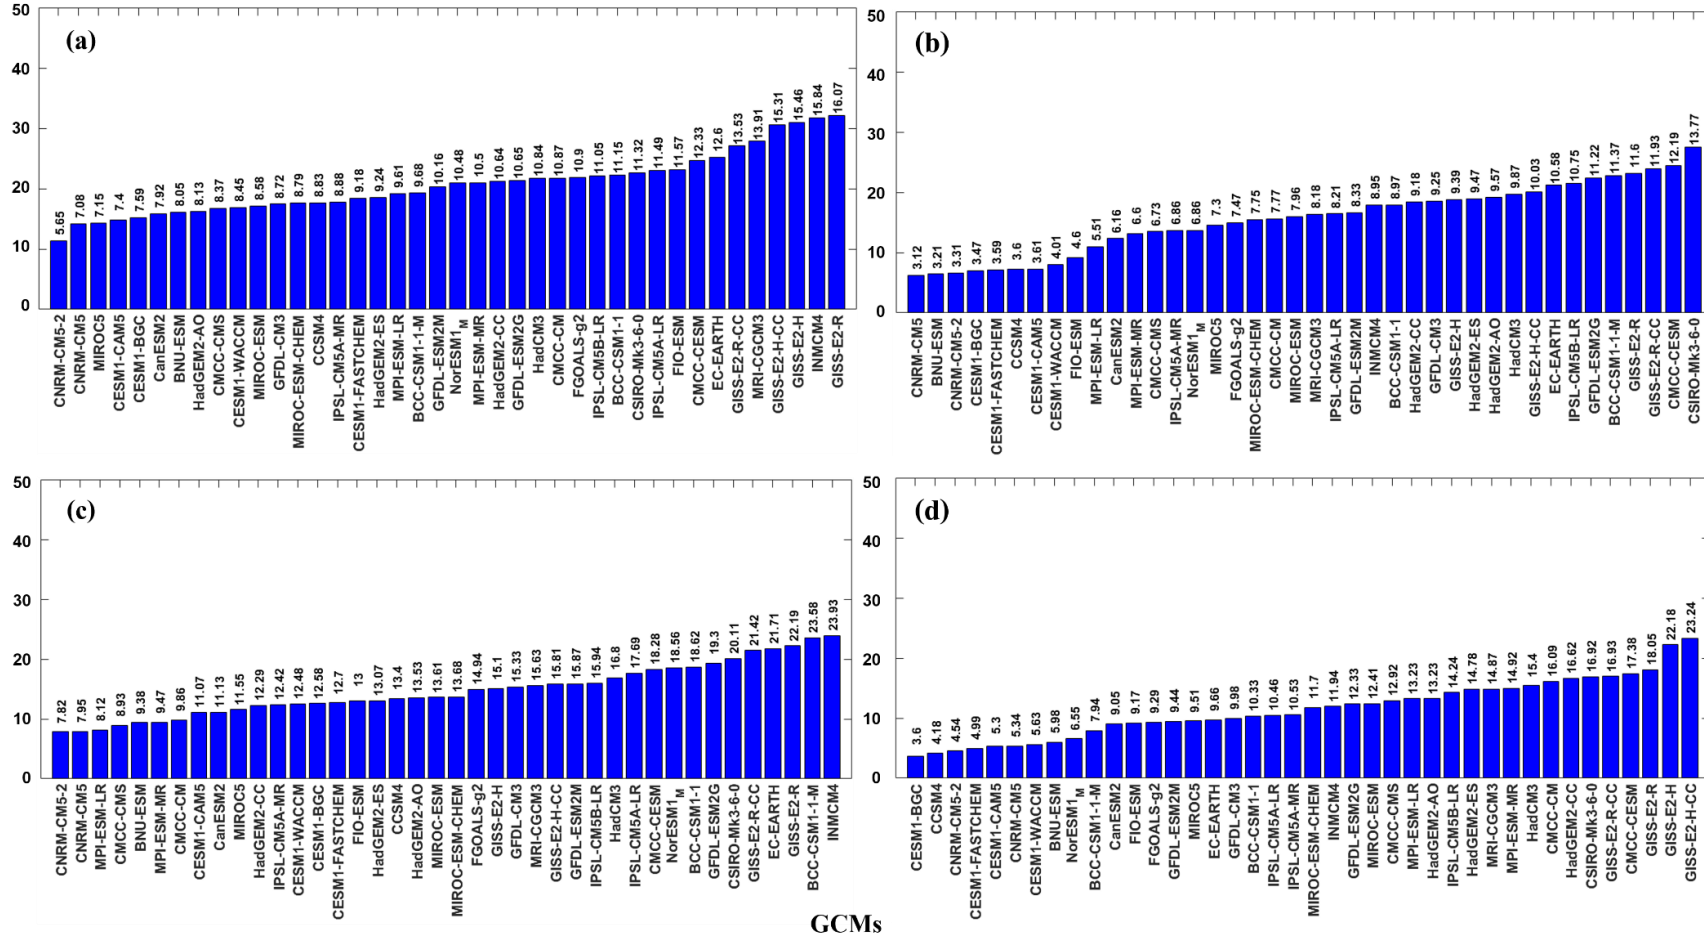 (a)
50
40
30
20
10
0
5.65 7.08 7.15 7.4 7.59 7.92 8.05 8.13 8.37 8.45 8.58 8.72 8.79 8.83 8.88 9.18 9.24 9.61 9.68 10.16 10.48 10.5 10.64 10.65 10.84 10.87 10.9 11.05 11.15 11.32 11.49 11.57 12.33 12.6 13.53 13.91 15.31 15.46 15.84 16.07
CNRM-CM5-2
CNRM-CM5
MIROC5
CESM1-CAM5
CESM1-BGC
CanESM2
BNU-ESM
HadGEM2-AO
CMCC-CMS
CESM1-WACCM
MIROC-ESM
GFDL-CM3
MIROC-ESM-CHEM
CCSM4
IPSL-CM5A-MR
CESM1-FASTCHEM
HadGEM2-ES
MPI-ESM-LR
BCC-CSM1-1-M
GFDL-ESM2M
NorESM1M
MPI-ESM-MR
HadGEM2-CC
GFDL-ESM2G
HadCM3
CMCC-CM
FGOALS-g2
IPSL-CM5B-LR
BCC-CSM1-1
CSIRO-Mk3-6-0
IPSL-CM5A-LR
FIO-ESM
CMCC-CESM
EC-EARTH
GISS-E2-R-CC
MRI-CGCM3
GISS-E2-H-CC
GISS-E2-H
INMCM4
GISS-E2-R
(b)
50
40
30
20
10
0
3.12 3.21 3.31 3.47 3.59 3.6 3.61 4.01 4.6 5.51 6.16 6.6 6.73 6.86 6.86 7.3 7.47 7.75 7.77 7.96 8.18 8.21 8.33 8.95 8.97 9.18 9.25 9.39 9.47 9.57 9.87 10.03 10.58 10.75 11.22 11.37 11.6 11.93 12.19 13.77
CNRM-CM5
BNU-ESM
CNRM-CM5-2
CESM1-BGC
CESM1-FASTCHEM
CCSM4
CESM1-CAM5
CESM1-WACCM
FIO-ESM
MPI-ESM-LR
CanESM2
MPI-ESM-MR
CMCC-CMS
IPSL-CM5A-MR
NorESM1M
MIROC5
FGOALS-g2
MIROC-ESM-CHEM
CMCC-CM
MIROC-ESM
MRI-CGCM3
IPSL-CM5A-LR
GFDL-ESM2M
INMCM4
BCC-CSM1-1
HadGEM2-CC
GFDL-CM3
GISS-E2-H
HadGEM2-ES
HadGEM2-AO
HadCM3
GISS-E2-H-CC
EC-EARTH
IPSL-CM5B-LR
GFDL-ESM2G
BCC-CSM1-1-M
GISS-E2-R
GISS-E2-R-CC
CMCC-CESM
CSIRO-Mk3-6-0
(c)
50
40
30
20
10
0
7.82 7.95 8.12 8.93 9.38 9.47 9.86 11.07 11.13 11.55 12.29 12.42 12.48 12.58 12.7 13 13.07 13.4 13.53 13.61 13.68 14.94 15.1 15.33 15.63 15.81 15.87 15.94 16.8 17.69 18.28 18.56 18.62 19.3 20.11 21.42 21.71 22.19 23.58 23.93
CNRM-CM5-2
CNRM-CM5
MPI-ESM-LR
CMCC-CMS
BNU-ESM
MPI-ESM-MR
CMCC-CM
CESM1-CAM5
CanESM2
MIROC5
HadGEM2-CC
IPSL-CM5A-MR
CESM1-WACCM
CESM1-BGC
CESM1-FASTCHEM
FIO-ESM
HadGEM2-ES
CCSM4
HadGEM2-AO
MIROC-ESM
MIROC-ESM-CHEM
FGOALS-g2
GISS-E2-H
GFDL-CM3
MRI-CGCM3
GISS-E2-H-CC
GFDL-ESM2M
IPSL-CM5B-LR
HadCM3
IPSL-CM5A-LR
CMCC-CESM
NorESM1M
BCC-CSM1-1
GFDL-ESM2G
CSIRO-Mk3-6-0
GISS-E2-R-CC
EC-EARTH
GISS-E2-R
BCC-CSM1-1-M
INMCM4
(d)
50
40
30
20
10
0
3.6 4.18 4.54 4.99 5.3 5.34 5.63 5.98 6.55 7.94 9.05 9.17 9.29 9.44 9.51 9.66 9.98 10.33 10.46 10.53 11.7 11.94 12.33 12.41 12.92 13.23 13.23 14.24 14.78 14.87 14.92 15.4 16.09 16.62 16.92 16.93 17.38 18.05 22.18 23.24
CESM1-BGC
CCSM4
CNRM-CM5-2
CESM1-FASTCHEM
CESM1-CAM5
CNRM-CM5
CESM1-WACCM
BNU-ESM
NorESM1M
BCC-CSM1-1-M
CanESM2
FIO-ESM
FGOALS-g2
GFDL-ESM2M
MIROC5
EC-EARTH
GFDL-CM3
BCC-CSM1-1
IPSL-CM5A-LR
IPSL-CM5A-MR
MIROC-ESM-CHEM
INMCM4
GFDL-ESM2G
MIROC-ESM
CMCC-CMS
MPI-ESM-LR
HadGEM2-AO
IPSL-CM5B-LR
HadGEM2-ES
MRI-CGCM3
MPI-ESM-MR
HadCM3
CMCC-CM
HadGEM2-CC
CSIRO-Mk3-6-0
GISS-E2-R-CC
CMCC-CESM
GISS-E2-R
GISS-E2-H
GISS-E2-H-CC
GCMs